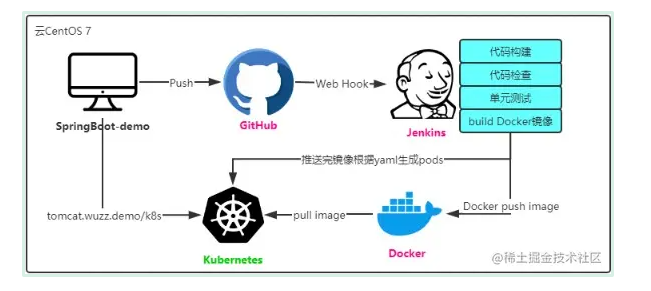 云CentOS 7
代码构建
代码检查
单元测试
build Docker镜像
Push
Web Hook
SpringBoot-demo
GitHub
Jenkins
推送完镜像根据yaml生成pods
tomcat.wuzz.demo/k8s
pull image
Docker push image
Kubernetes
Docker
@稀土掘金技术社区